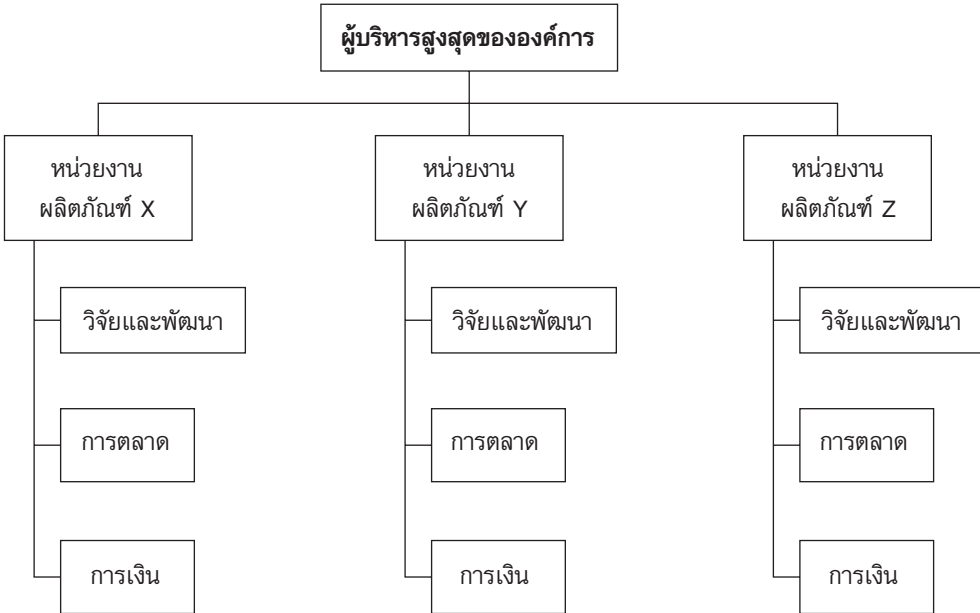 ผู้บริหารสูงสุดขององค์การ
หน่วยงาน
ผลิตภัณฑ์ X
หน่วยงาน
ผลิตภัณฑ์ Y
หน่วยงาน
ผลิตภัณฑ์ Z
วิจัยและพัฒนา
วิจัยและพัฒนา
วิจัยและพัฒนา
การตลาด
การตลาด
การตลาด
การเงิน
การเงิน
การเงิน